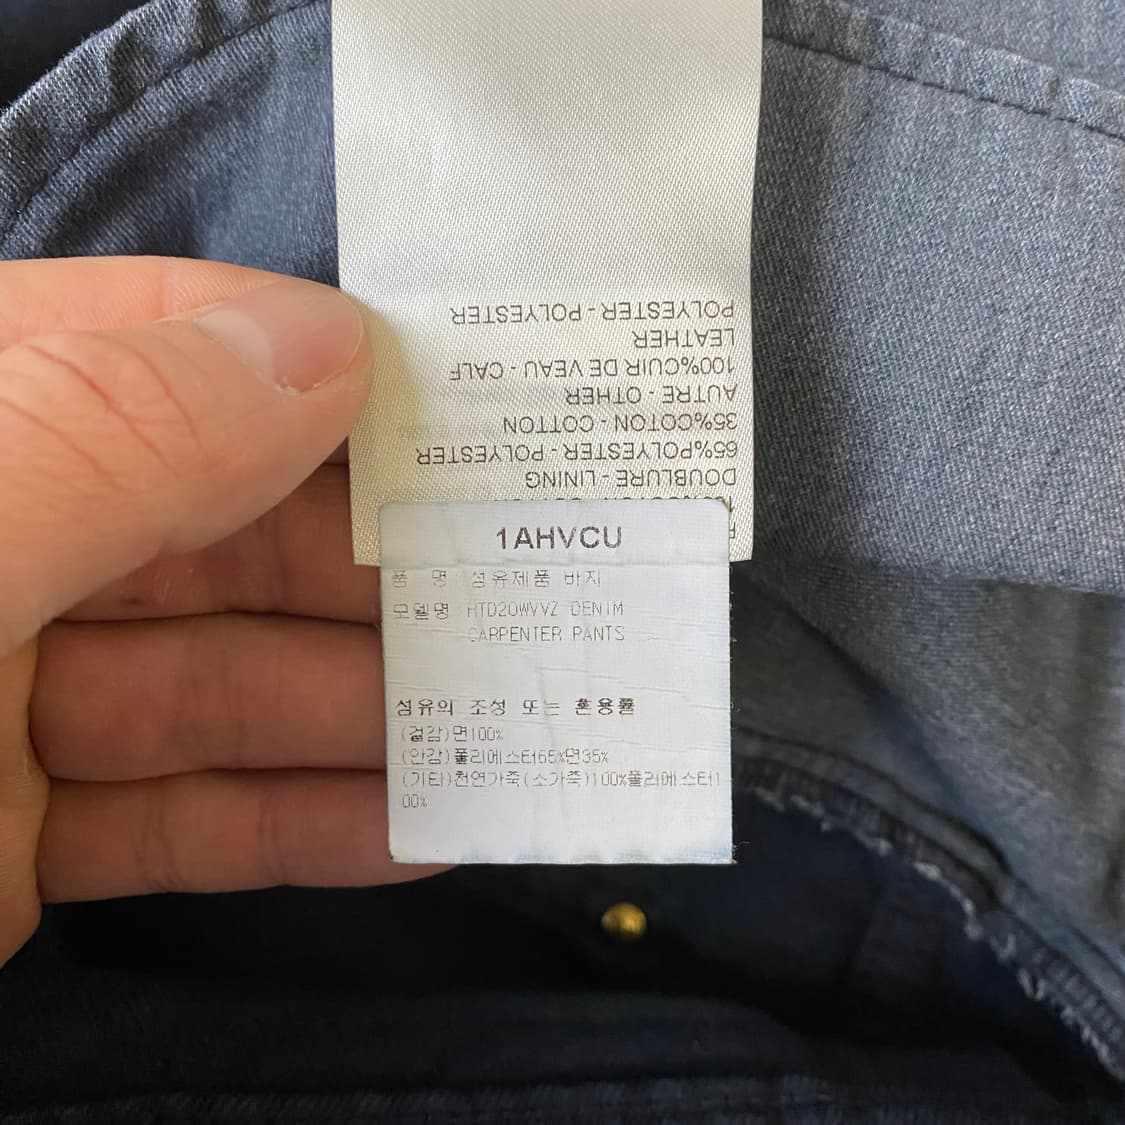 DOUBLURE - LINING
65%POLYESTER - POLYESTER
35%COTON - COTTON
AUTRE - OTHER
100%CUIR DE VEAU - CALF
LEATHER
POLYESTER - POLYESTER
1AHVCU
품 명 섬유제품 바지
모델명 HTD20WVVZ DENIM
CARPENTER PANTS
섬유의 조성 또는 혼용률
(겉감)면100%
(안감)폴리에스터65%면35%
(기타)천연가죽(소가죽)100%폴리에스터1
00%